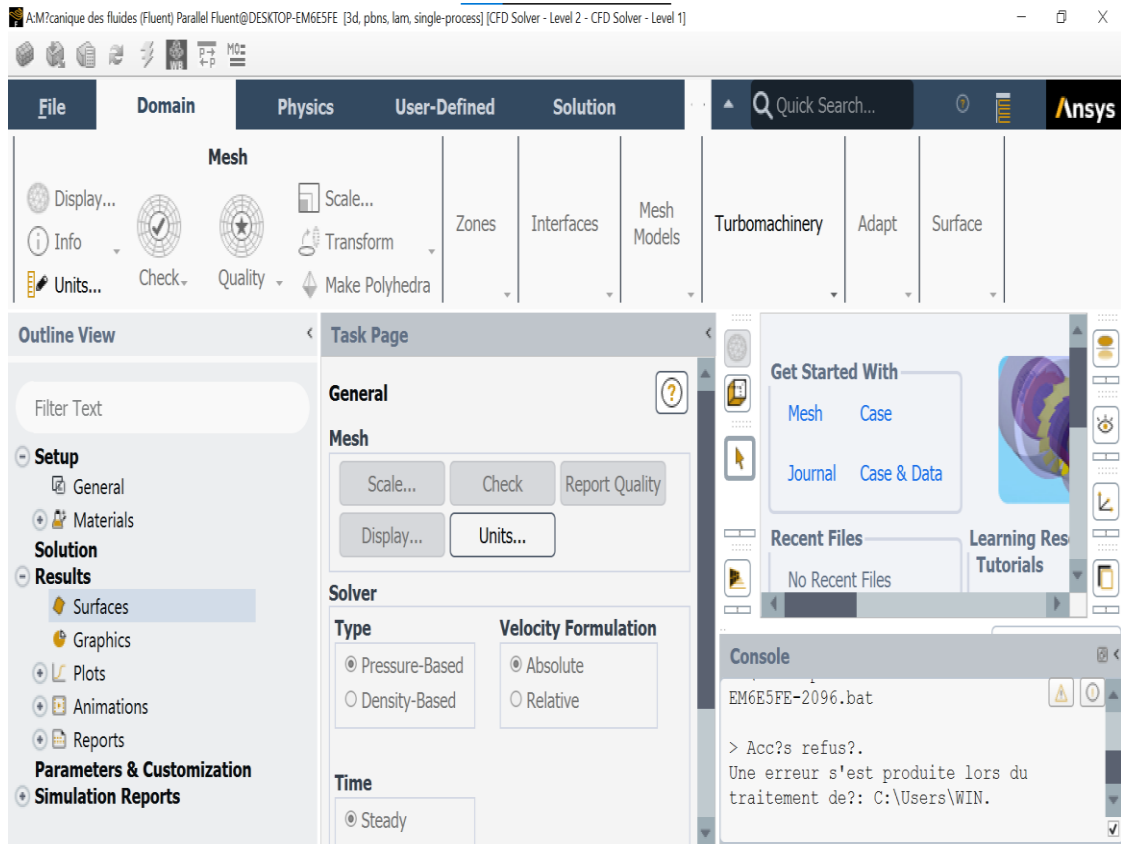 A:M?canique des fluides (Fluent) Parallel Fluent@DESKTOP-EM6E5FE [3d, pbns, lam, single-process] [CFD Solver - Level 2 - CFD Solver - Level 1]
WB
MO:
File Domain Physics User-Defined Solution Quick Search... Ansys
Mesh
Display... Scale...
Info Transform
Units... Check Quality Make Polyhedra
Zones Interfaces Mesh Models Turbomachinery Adapt Surface
Outline View
Filter Text
Setup
General
Materials
Solution
Results
Surfaces
Graphics
Plots
Animations
Reports
Parameters & Customization
Simulation Reports
Task Page
General
Mesh
Scale... Check Report Quality
Display... Units...
Solver
Type Velocity Formulation
Pressure-Based Absolute
Density-Based Relative
Time
Steady
Get Started With
Mesh Case
Journal Case & Data
Recent Files
No Recent Files
Learning Res
Tutorials
Console
EM6E5FE-2096.bat
> Acc?s refus?.
Une erreur s'est produite lors du
traitement de?: C:\Users\WIN.